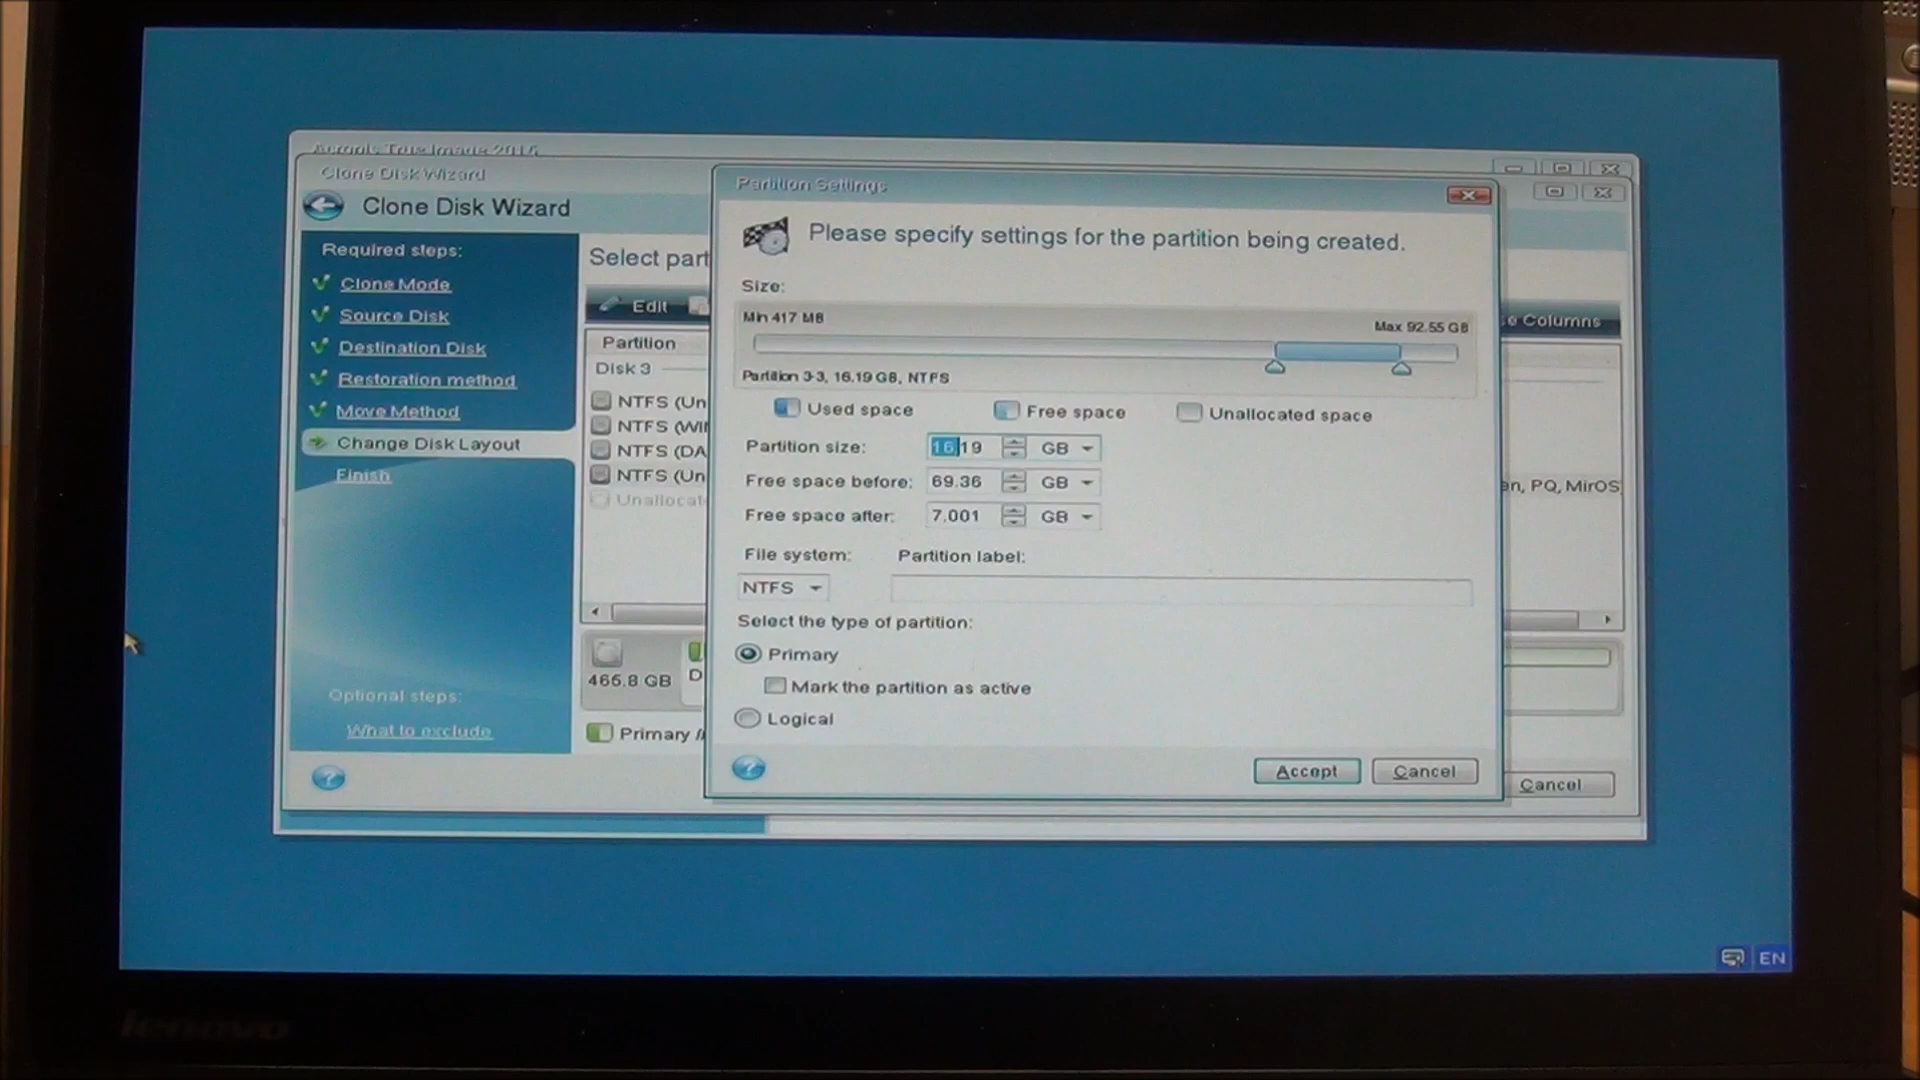 Acronis True Image 2016
Clone Disk Wizard
Clone Disk Wizard
Required steps:
Clone Mode
Source Disk
Destination Disk
Restoration method
Move Method
Change Disk Layout
Finish
Optional steps:
What to exclude
Select part
Edit
e Columns
Partition
Disk 3
NTFS (Un
NTFS (WI
NTFS (DA
NTFS (Un
Unallocat
en, PQ, MirOS
465.8 GB
D
Primary //
Cancel
Partition Settings
Please specify settings for the partition being created.
Size:
Min 417 MB
Max 92.55 GB
Partition 3-3, 16.19 GB, NTFS
Used space
Free space
Unallocated space
Partition size: 16.19 GB
Free space before: 69.36 GB
Free space after: 7.001 GB
File system: Partition label:
NTFS
Select the type of partition:
Primary
Mark the partition as active
Logical
Accept
Cancel
EN
lenovo